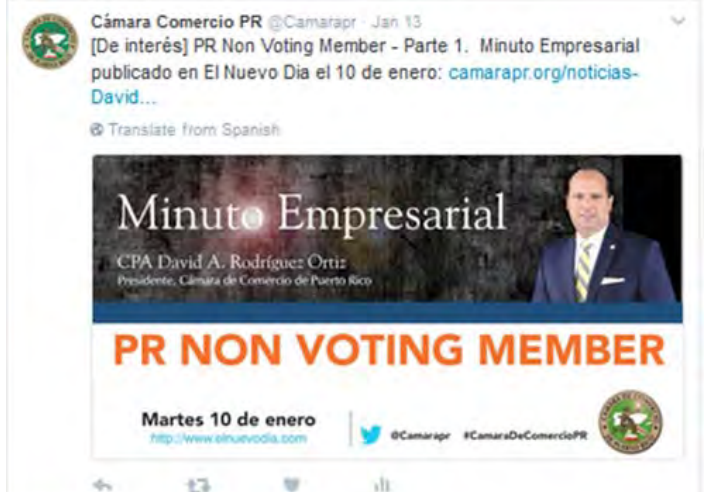 Cámara Comercio PR @Camarapr · Jan 13
[De interés] PR Non Voting Member - Parte 1. Minuto Empresarial
publicado en El Nuevo Dia el 10 de enero: camarapr.org/noticias-
David...
Translate from Spanish
Minuto Empresarial
CPA David A. Rodríguez Ortiz
Presidente, Cámara de Comercio de Puerto Rico
PR NON VOTING MEMBER
Martes 10 de enero
http://www.elnuevodia.com
@Camarapr #CamaraDeComercioPR